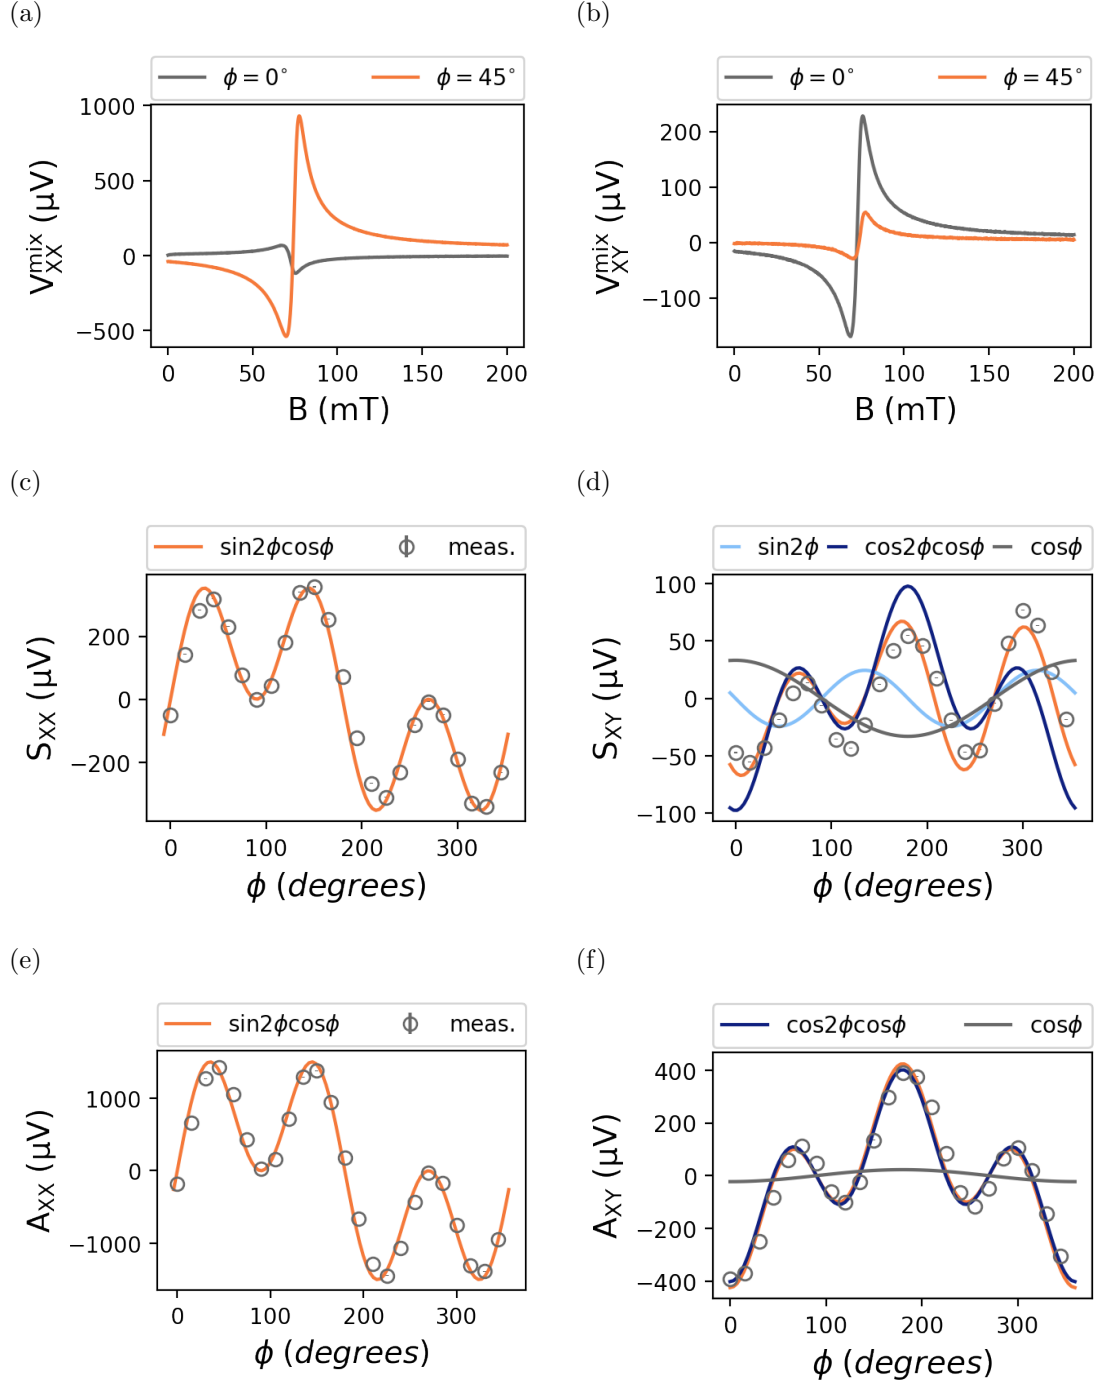 (a)
ϕ = 0° ϕ = 45°
1000
500
0
−500
V_XX^mix (µV)
0 50 100 150 200
B (mT)
(b)
ϕ = 0° ϕ = 45°
200
100
0
−100
V_XY^mix (µV)
0 50 100 150 200
B (mT)
(c)
sin2ϕcosϕ meas.
200
0
−200
S_XX (µV)
0 100 200 300
ϕ (degrees)
(d)
sin2ϕ cos2ϕcosϕ cosϕ
100
50
0
−50
−100
S_XY (µV)
0 100 200 300
ϕ (degrees)
(e)
sin2ϕcosϕ meas.
1000
0
−1000
A_XX (µV)
0 100 200 300
ϕ (degrees)
(f)
cos2ϕcosϕ cosϕ
400
200
0
−200
−400
A_XY (µV)
0 100 200 300
ϕ (degrees)